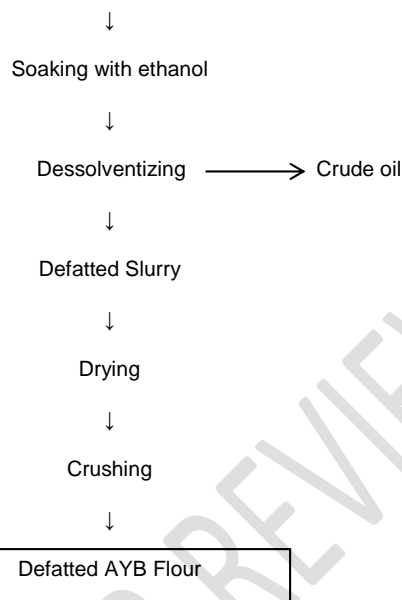 ↓
Soaking with ethanol
↓
Dessolventizing → Crude oil
↓
Defatted Slurry
↓
Drying
↓
Crushing
↓
Defatted AYB Flour